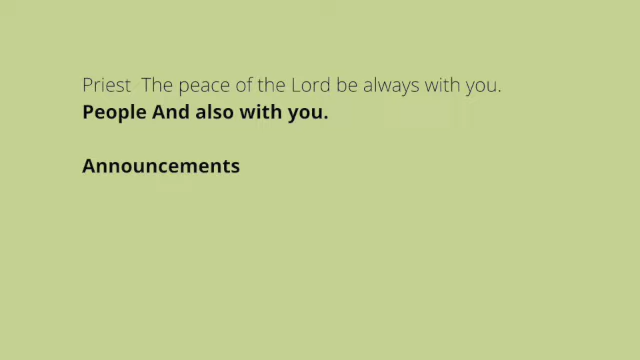 Priest  The peace of the Lord be always with you.
People And also with you.
Announcements